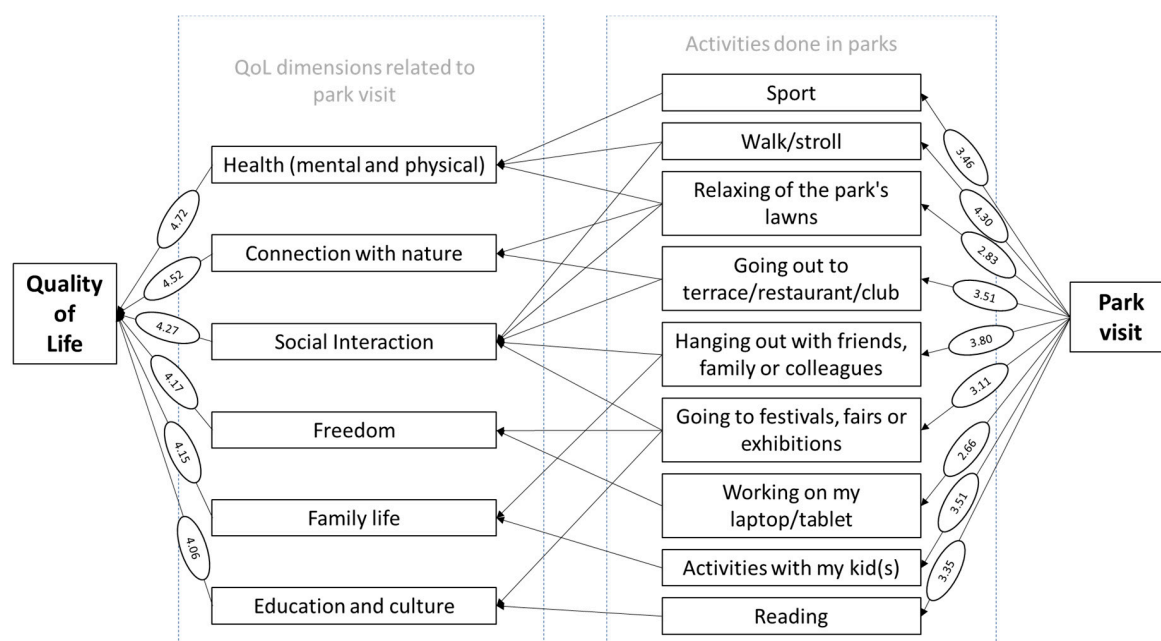 QoL dimensions related to
park visit
Activities done in parks
Quality
of
Life
4.72
4.52
4.27
4.17
4.15
4.06
Health (mental and physical)
Connection with nature
Social Interaction
Freedom
Family life
Education and culture
Sport
Walk/stroll
Relaxing of the park's
lawns
Going out to
terrace/restaurant/club
Hanging out with friends,
family or colleagues
Going to festivals, fairs or
exhibitions
Working on my
laptop/tablet
Activities with my kid(s)
Reading
3.46
4.30
2.83
3.51
3.80
3.11
2.66
3.51
3.35
Park
visit